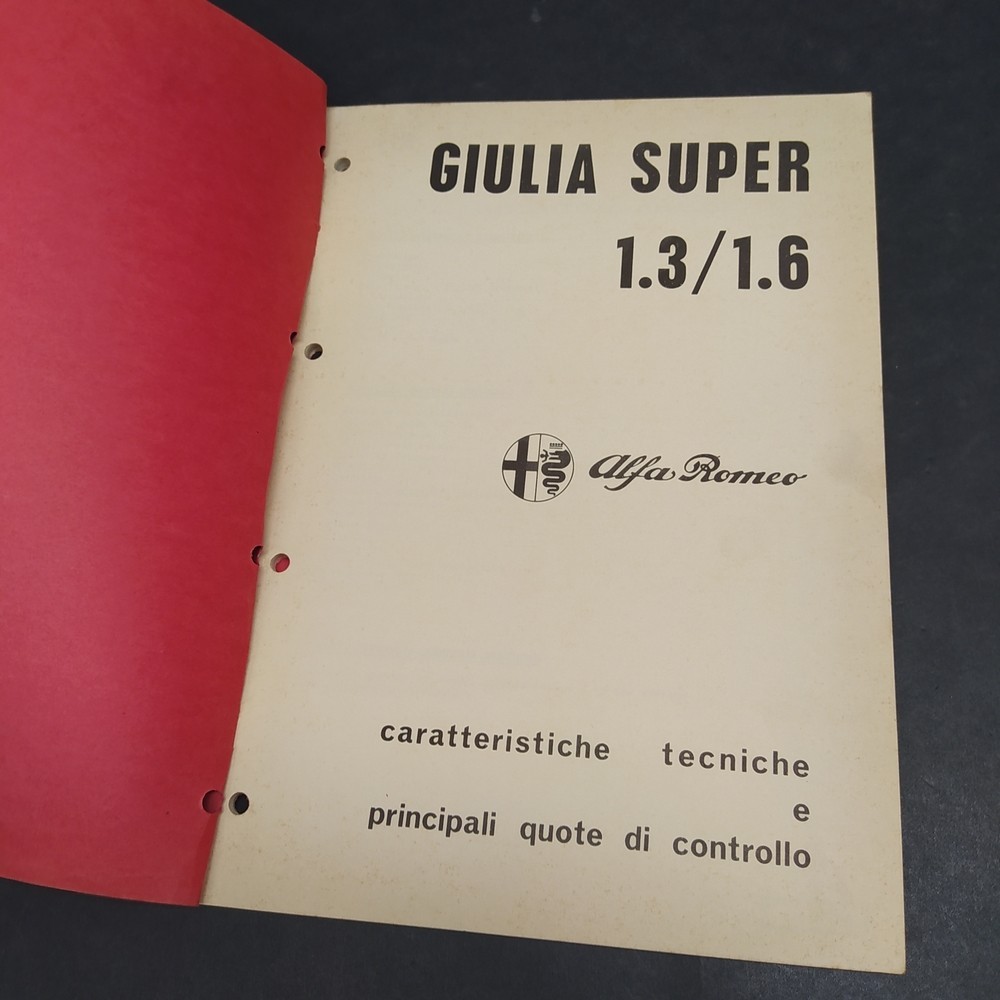 GIULIA SUPER
1.3/1.6
Alfa Romeo
caratteristiche tecniche
e
principali quote di controllo